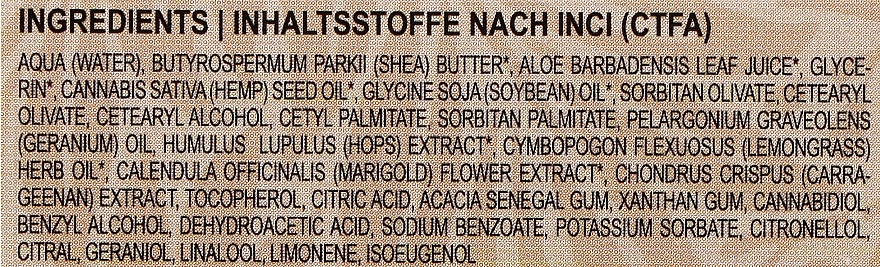 INGREDIENTS | INHALTSSTOFFE NACH INCI (CTFA)
AQUA (WATER), BUTYROSPERMUM PARKII (SHEA) BUTTER*, ALOE BARBADENSIS LEAF JUICE*, GLYCE-
RIN*, CANNABIS SATIVA (HEMP) SEED OIL*, GLYCINE SOJA (SOYBEAN) OIL*, SORBITAN OLIVATE, CETEARYL
OLIVATE, CETEARYL ALCOHOL, CETYL PALMITATE, SORBITAN PALMITATE, PELARGONIUM GRAVEOLENS
(GERANIUM) OIL, HUMULUS LUPULUS (HOPS) EXTRACT*, CYMBOPOGON FLEXUOSUS (LEMONGRASS)
HERB OIL*, CALENDULA OFFICINALIS (MARIGOLD) FLOWER EXTRACT*, CHONDRUS CRISPUS (CARRA-
GEENAN) EXTRACT, TOCOPHEROL, CITRIC ACID, ACACIA SENEGAL GUM, XANTHAN GUM, CANNABIDIOL,
BENZYL ALCOHOL, DEHYDROACETIC ACID, SODIUM BENZOATE, POTASSIUM SORBATE, CITRONELLOL,
CITRAL, GERANIOL, LINALOOL, LIMONENE, ISOEUGENOL